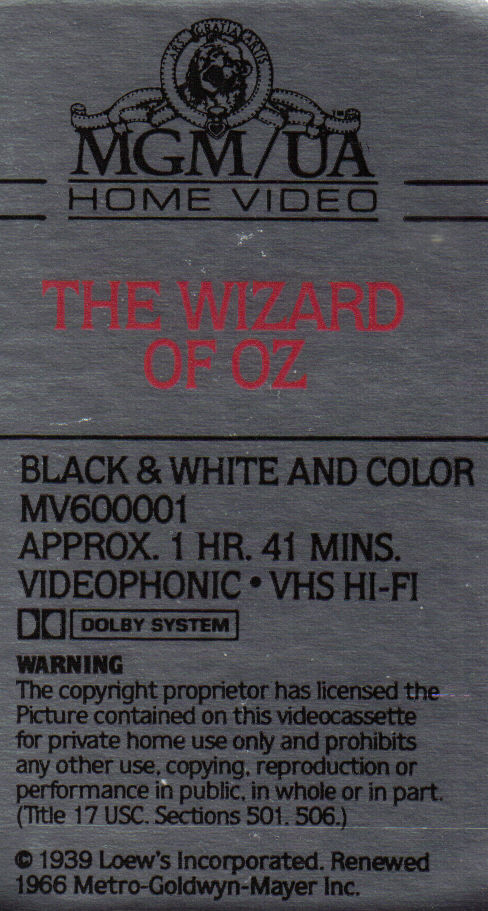 ARS GRATIA ARTIS
MGM/UA
HOME VIDEO
THE WIZARD
OF OZ
BLACK & WHITE AND COLOR
MV600001
APPROX. 1 HR. 41 MINS.
VIDEOPHONIC • VHS HI-FI
DOLBY SYSTEM
WARNING
The copyright proprietor has licensed the
Picture contained on this videocassette
for private home use only and prohibits
any other use, copying, reproduction or
performance in public, in whole or in part.
(Title 17 USC. Sections 501. 506.)
© 1939 Loew's Incorporated. Renewed
1966 Metro-Goldwyn-Mayer Inc.